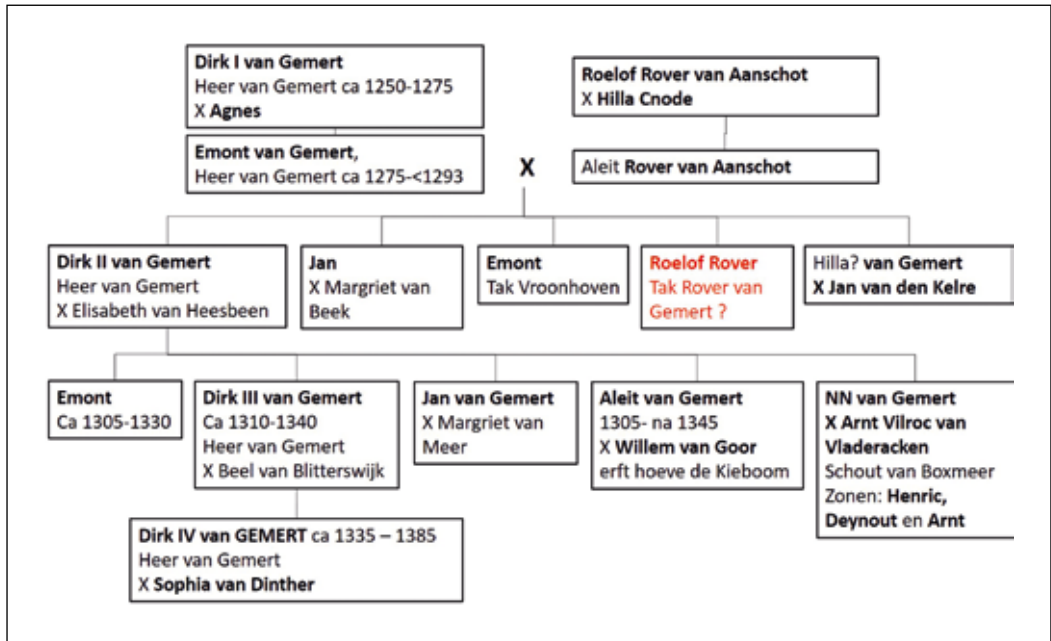 Dirk I van Gemert
Heer van Gemert ca 1250-1275
X Agnes
Roelof Rover van Aanschot
X Hilla Cnode
Emont van Gemert,
Heer van Gemert ca 1275-<1293
X
Aleit Rover van Aanschot
Dirk II van Gemert
Heer van Gemert
X Elisabeth van Heesbeen
Jan
X Margriet van
Beek
Emont
Tak Vroonhoven
Roelof Rover
Tak Rover van
Gemert ?
Hilla? van Gemert
X Jan van den Kelre
Emont
Ca 1305-1330
Dirk III van Gemert
Ca 1310-1340
Heer van Gemert
X Beel van Blitterswijk
Jan van Gemert
X Margriet van
Meer
Aleit van Gemert
1305- na 1345
X Willem van Goor
erft hoeve de Kieboom
NN van Gemert
X Arnt Vilroc van
Vladeracken
Schout van Boxmeer
Zonen: Henric,
Deynout en Arnt
Dirk IV van GEMERT ca 1335 – 1385
Heer van Gemert
X Sophia van Dinther